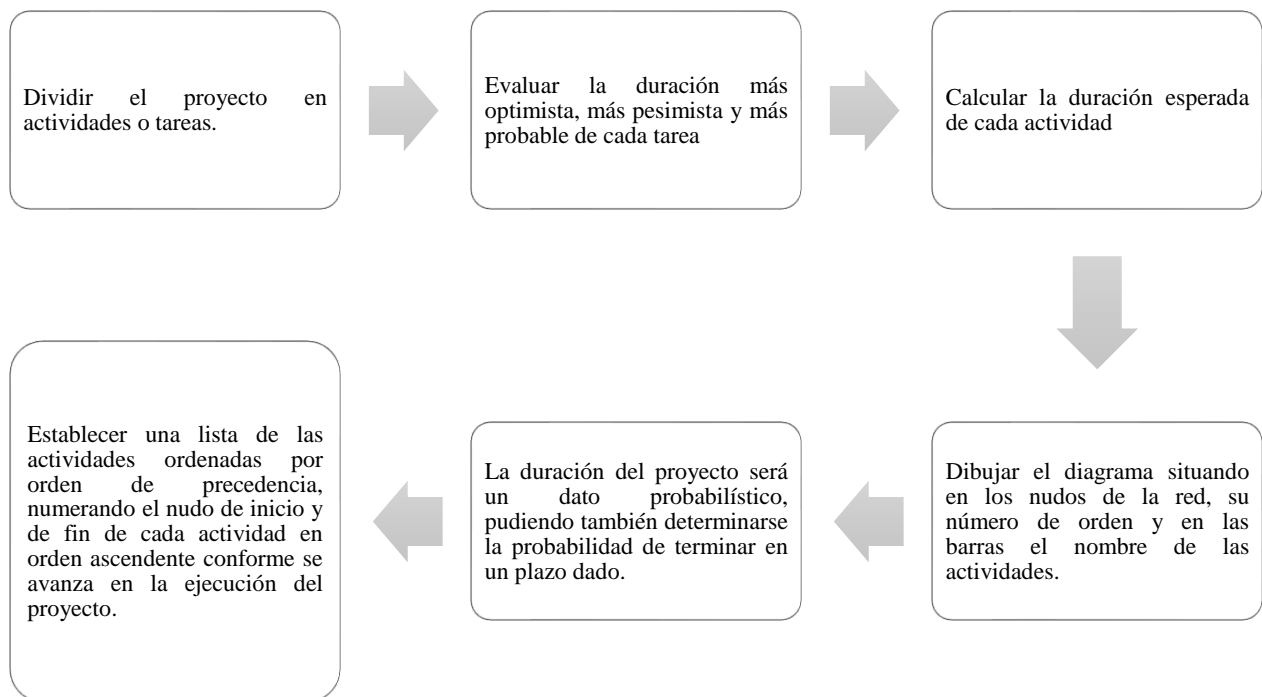 Dividir el proyecto en
actividades o tareas.
Evaluar la duración más
optimista, más pesimista y más
probable de cada tarea
Calcular la duración esperada
de cada actividad
Dibujar el diagrama situando
en los nudos de la red, su
número de orden y en las
barras el nombre de las
actividades.
La duración del proyecto será
un dato probabilístico,
pudiendo también determinarse
la probabilidad de terminar en
un plazo dado.
Establecer una lista de las
actividades ordenadas por
orden de precedencia,
numerando el nudo de inicio y
de fin de cada actividad en
orden ascendente conforme se
avanza en la ejecución del
proyecto.